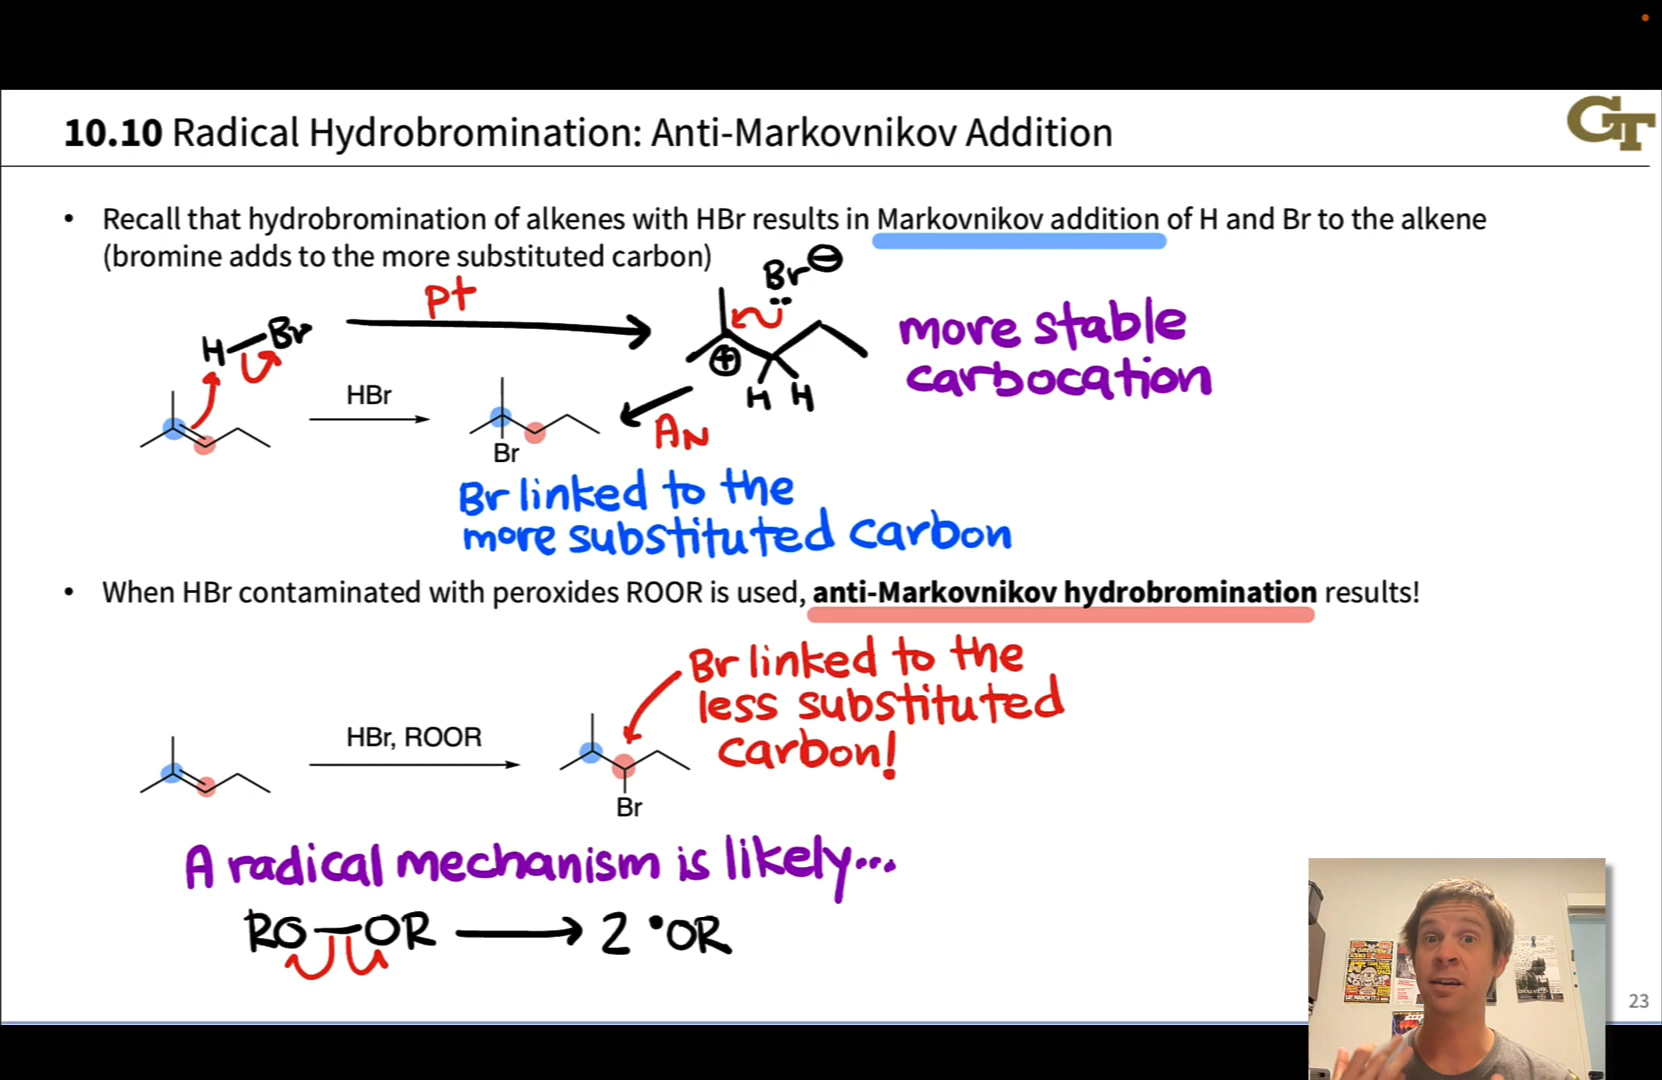 10.10 Radical Hydrobromination: Anti-Markovnikov Addition
GT
• Recall that hydrobromination of alkenes with HBr results in Markovnikov addition of H and Br to the alkene
(bromine adds to the more substituted carbon)
Br ⊖
pt
H—Br
more stable
carbocation
⊕
H H
HBr
AN
Br
Br linked to the
more substituted carbon
• When HBr contaminated with peroxides ROOR is used, anti-Markovnikov hydrobromination results!
Br linked to the
less substituted
carbon!
HBr, ROOR
Br
A radical mechanism is likely...
RO—OR ⟶ 2 •OR
23